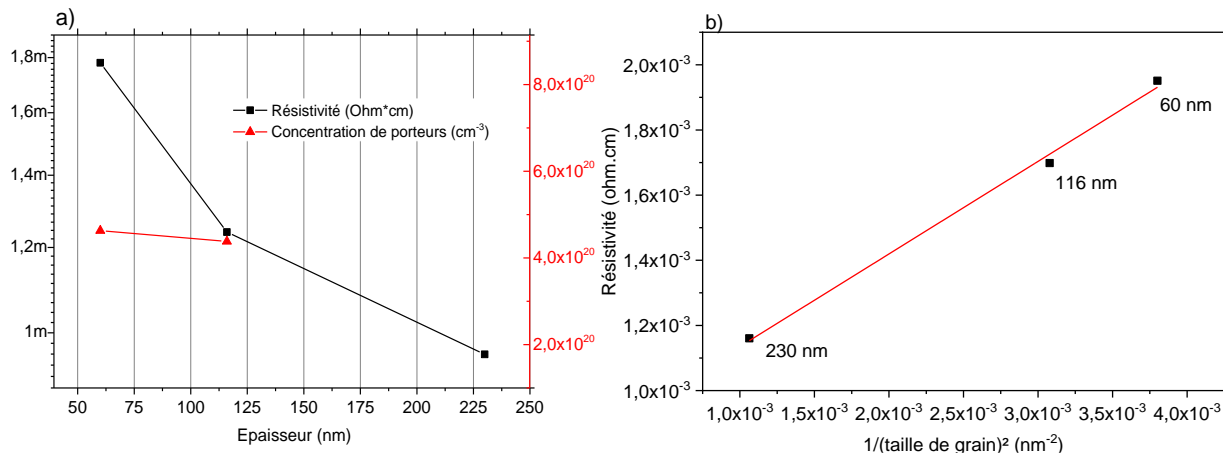 a)
1,8m
1,6m
1,4m
1,2m
1m
Résistivité (Ohm*cm)
Concentration de porteurs (cm⁻³)
8,0x10²⁰
6,0x10²⁰
4,0x10²⁰
2,0x10²⁰
50 75 100 125 150 175 200 225 250
Epaisseur (nm)
b)
Résistivité (ohm.cm)
2,0x10⁻³
1,8x10⁻³
1,6x10⁻³
1,4x10⁻³
1,2x10⁻³
1,0x10⁻³
60 nm
116 nm
230 nm
1,0x10⁻³ 1,5x10⁻³ 2,0x10⁻³ 2,5x10⁻³ 3,0x10⁻³ 3,5x10⁻³ 4,0x10⁻³
1/(taille de grain)² (nm⁻²)